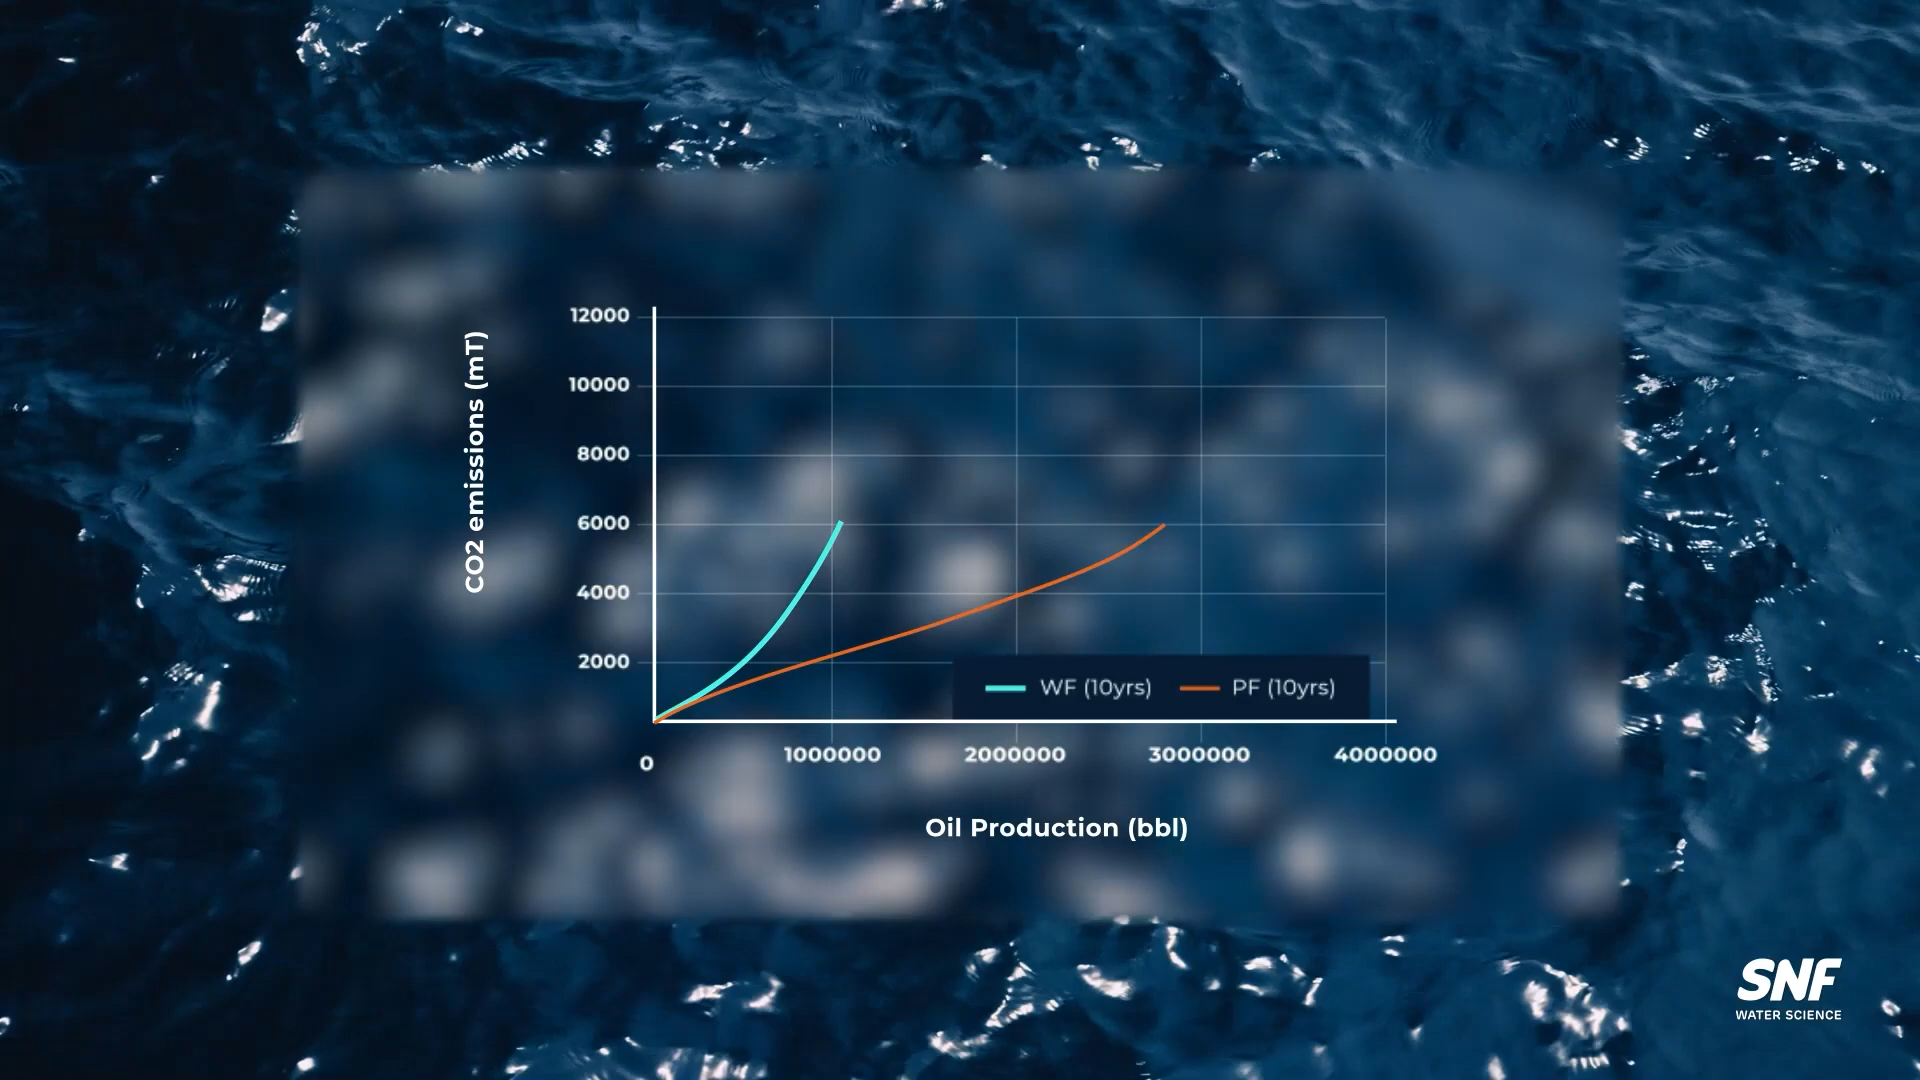 CO2 emissions (mT)
12000
10000
8000
6000
4000
2000
0
1000000
2000000
3000000
4000000
WF (10yrs)
PF (10yrs)
Oil Production (bbl)
SNF
WATER SCIENCE